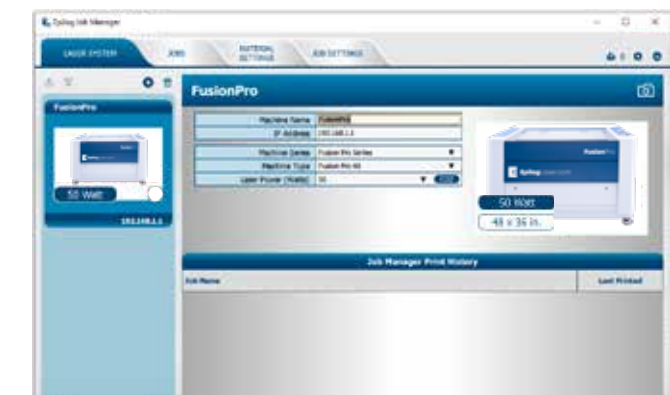 Epilog Job Manager
LASER SYSTEM
JOBS
MATERIAL SETTINGS
JOB SETTINGS
FusionPro
FusionPro
50 Watt
192.168.1.1
Machine Name FusionPro
IP Address 192.168.1.1
Machine Series Fusion Pro Series
Machine Type Fusion Pro 48
Laser Power (Watts) 50
50 Watt
48 x 36 in.
Job Manager Print History
Job Name
Last Printed